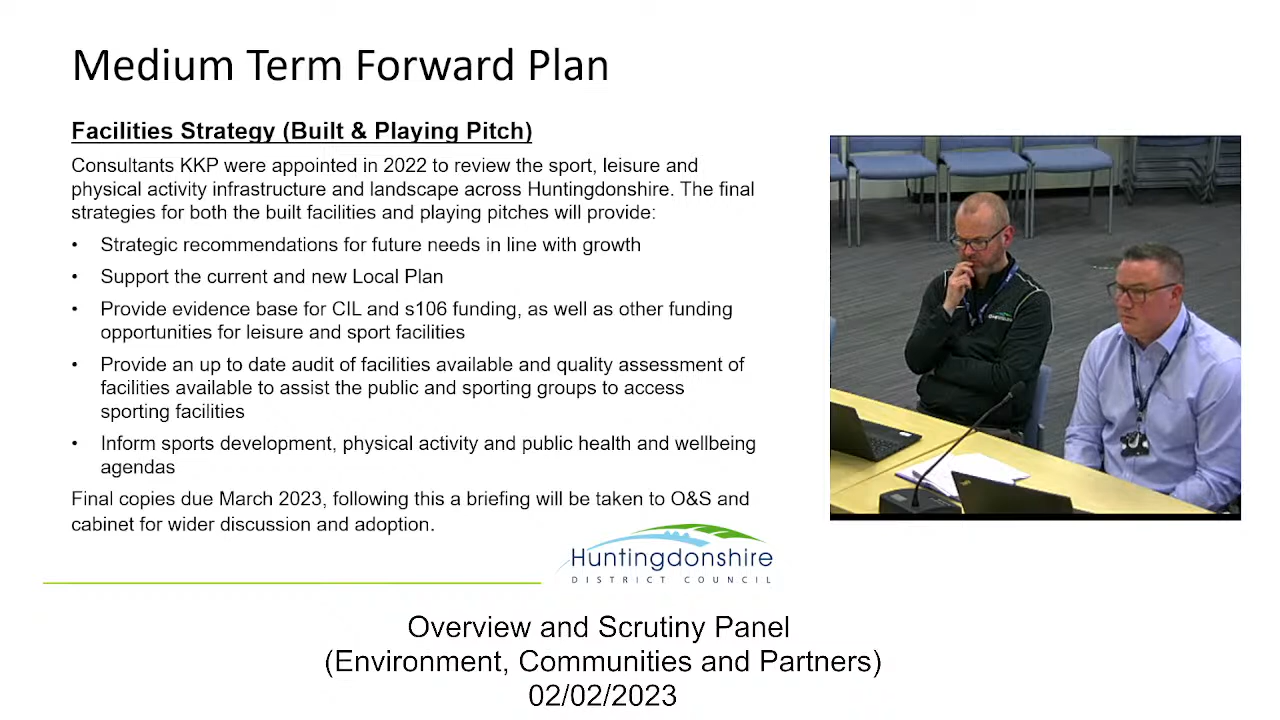 Medium Term Forward Plan
Facilities Strategy (Built & Playing Pitch)
Consultants KKP were appointed in 2022 to review the sport, leisure and
physical activity infrastructure and landscape across Huntingdonshire. The final
strategies for both the built facilities and playing pitches will provide:
• Strategic recommendations for future needs in line with growth
• Support the current and new Local Plan
• Provide evidence base for CIL and s106 funding, as well as other funding
opportunities for leisure and sport facilities
• Provide an up to date audit of facilities available and quality assessment of
facilities available to assist the public and sporting groups to access
sporting facilities
• Inform sports development, physical activity and public health and wellbeing
agendas
Final copies due March 2023, following this a briefing will be taken to O&S and
cabinet for wider discussion and adoption.
Huntingdonshire
DISTRICT COUNCIL
Overview and Scrutiny Panel
(Environment, Communities and Partners)
02/02/2023